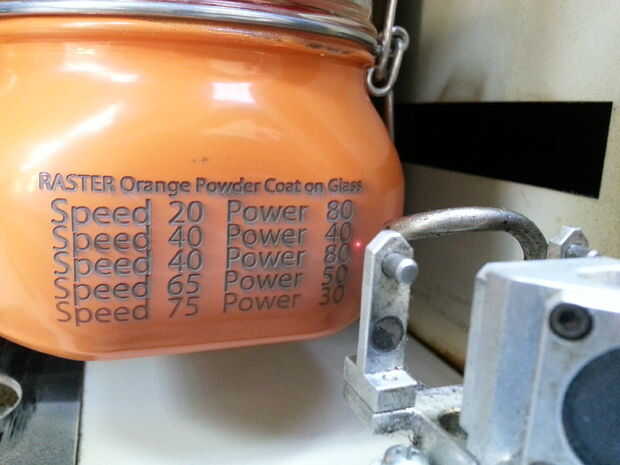 RASTER Orange Powder Coat on Glass
Speed 20 Power 80
Speed 40 Power 40
Speed 40 Power 80
Speed 65 Power 50
Speed 75 Power 30